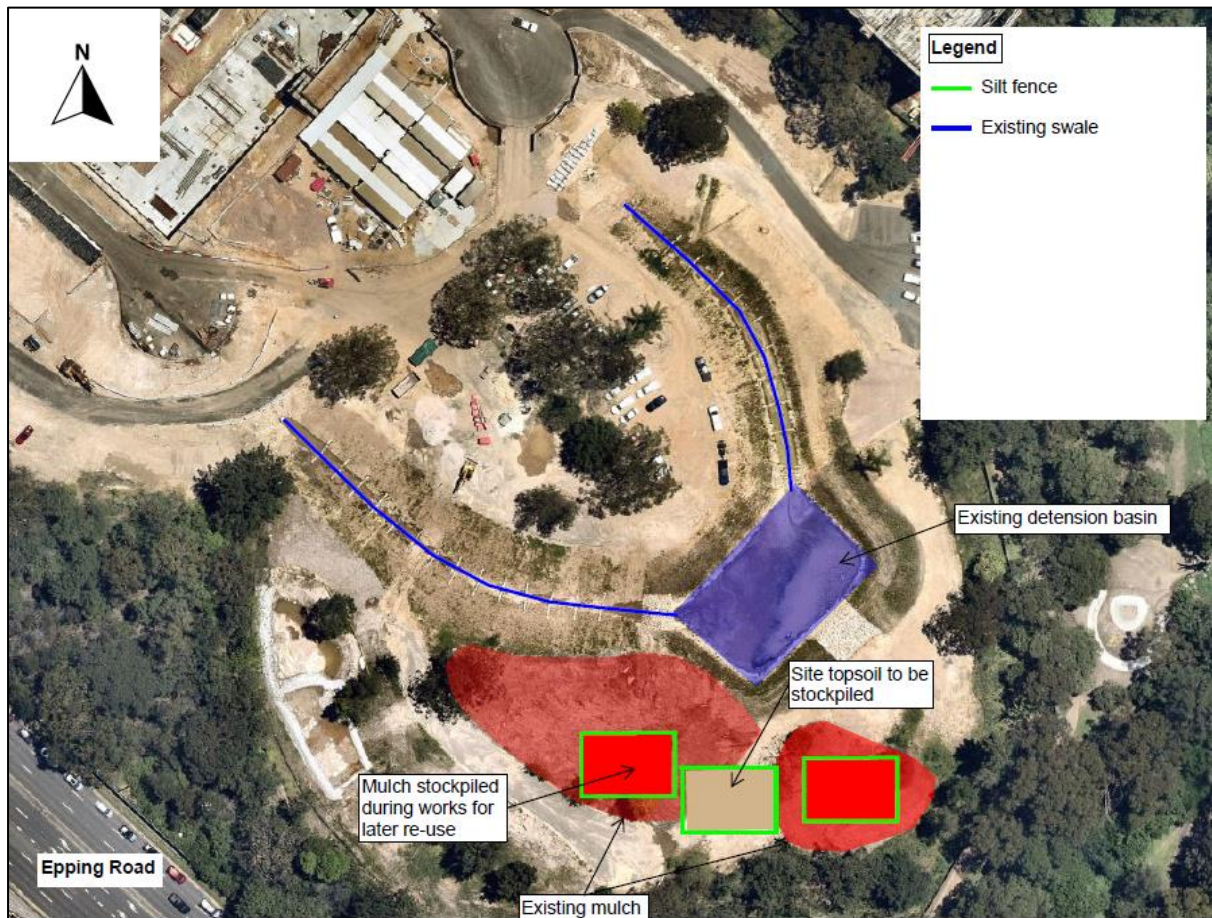 N
Legend
Silt fence
Existing swale
Existing detension basin
Site topsoil to be
stockpiled
Mulch stockpiled
during works for
later re-use
Epping Road
Existing mulch